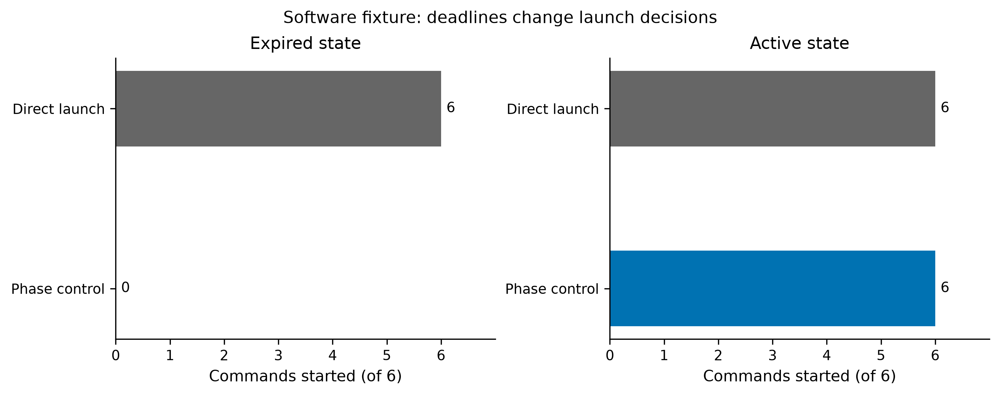 Software fixture: deadlines change launch decisions
Expired state
Direct launch
6
Phase control
0
0 1 2 3 4 5 6
Commands started (of 6)
Active state
Direct launch
6
Phase control
6
0 1 2 3 4 5 6
Commands started (of 6)